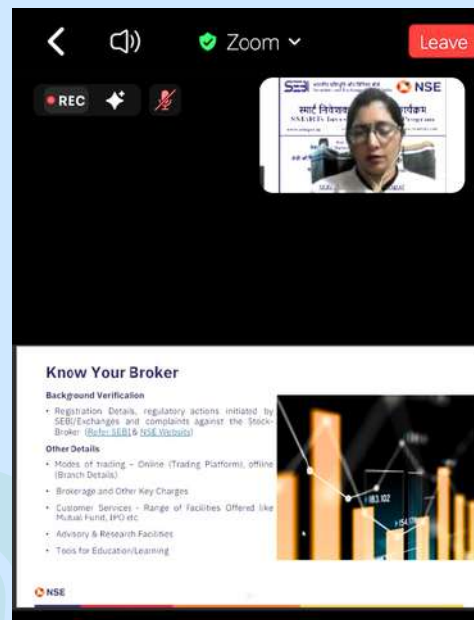 Zoom
Leave
REC
SEBI
NSE
Know Your Broker
Background Verification
• Registration Details, regulatory actions initiated by
SEBI/Exchanges and complaints against the Stock-
Broker (Refer SEBI & NSE Website)
Other Details
• Modes of trading – Online (Trading Platform), offline
(Branch Details)
• Brokerage and Other Key Charges
• Customer Services - Range of Facilities Offered like
Mutual Fund, IPO etc
• Advisory & Research Facilities
• Tools for Education/Learning
NSE